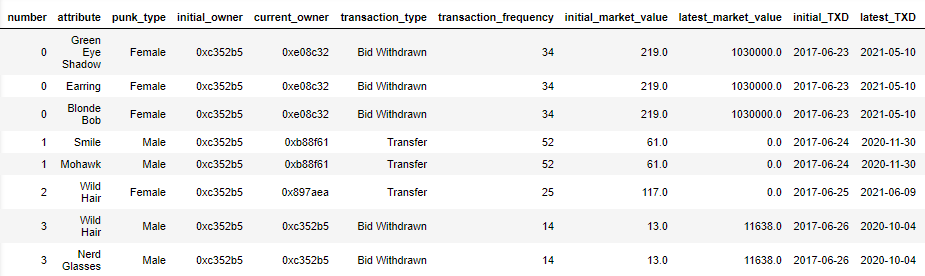 number attribute punk_type initial_owner current_owner transaction_type transaction_frequency initial_market_value latest_market_value initial_TXD latest_TXD
Green
0 Eye Female 0xc352b5 0xe08c32 Bid Withdrawn 34 219.0 1030000.0 2017-06-23 2021-05-10
Shadow
0 Earring Female 0xc352b5 0xe08c32 Bid Withdrawn 34 219.0 1030000.0 2017-06-23 2021-05-10
0 Blonde Female 0xc352b5 0xe08c32 Bid Withdrawn 34 219.0 1030000.0 2017-06-23 2021-05-10
Bob
1 Smile Male 0xc352b5 0xb88f61 Transfer 52 61.0 0.0 2017-06-24 2020-11-30
1 Mohawk Male 0xc352b5 0xb88f61 Transfer 52 61.0 0.0 2017-06-24 2020-11-30
2 Wild Female 0xc352b5 0x897aea Transfer 25 117.0 0.0 2017-06-25 2021-06-09
Hair
3 Wild Male 0xc352b5 0xc352b5 Bid Withdrawn 14 13.0 11638.0 2017-06-26 2020-10-04
Hair
3 Nerd Male 0xc352b5 0xc352b5 Bid Withdrawn 14 13.0 11638.0 2017-06-26 2020-10-04
Glasses